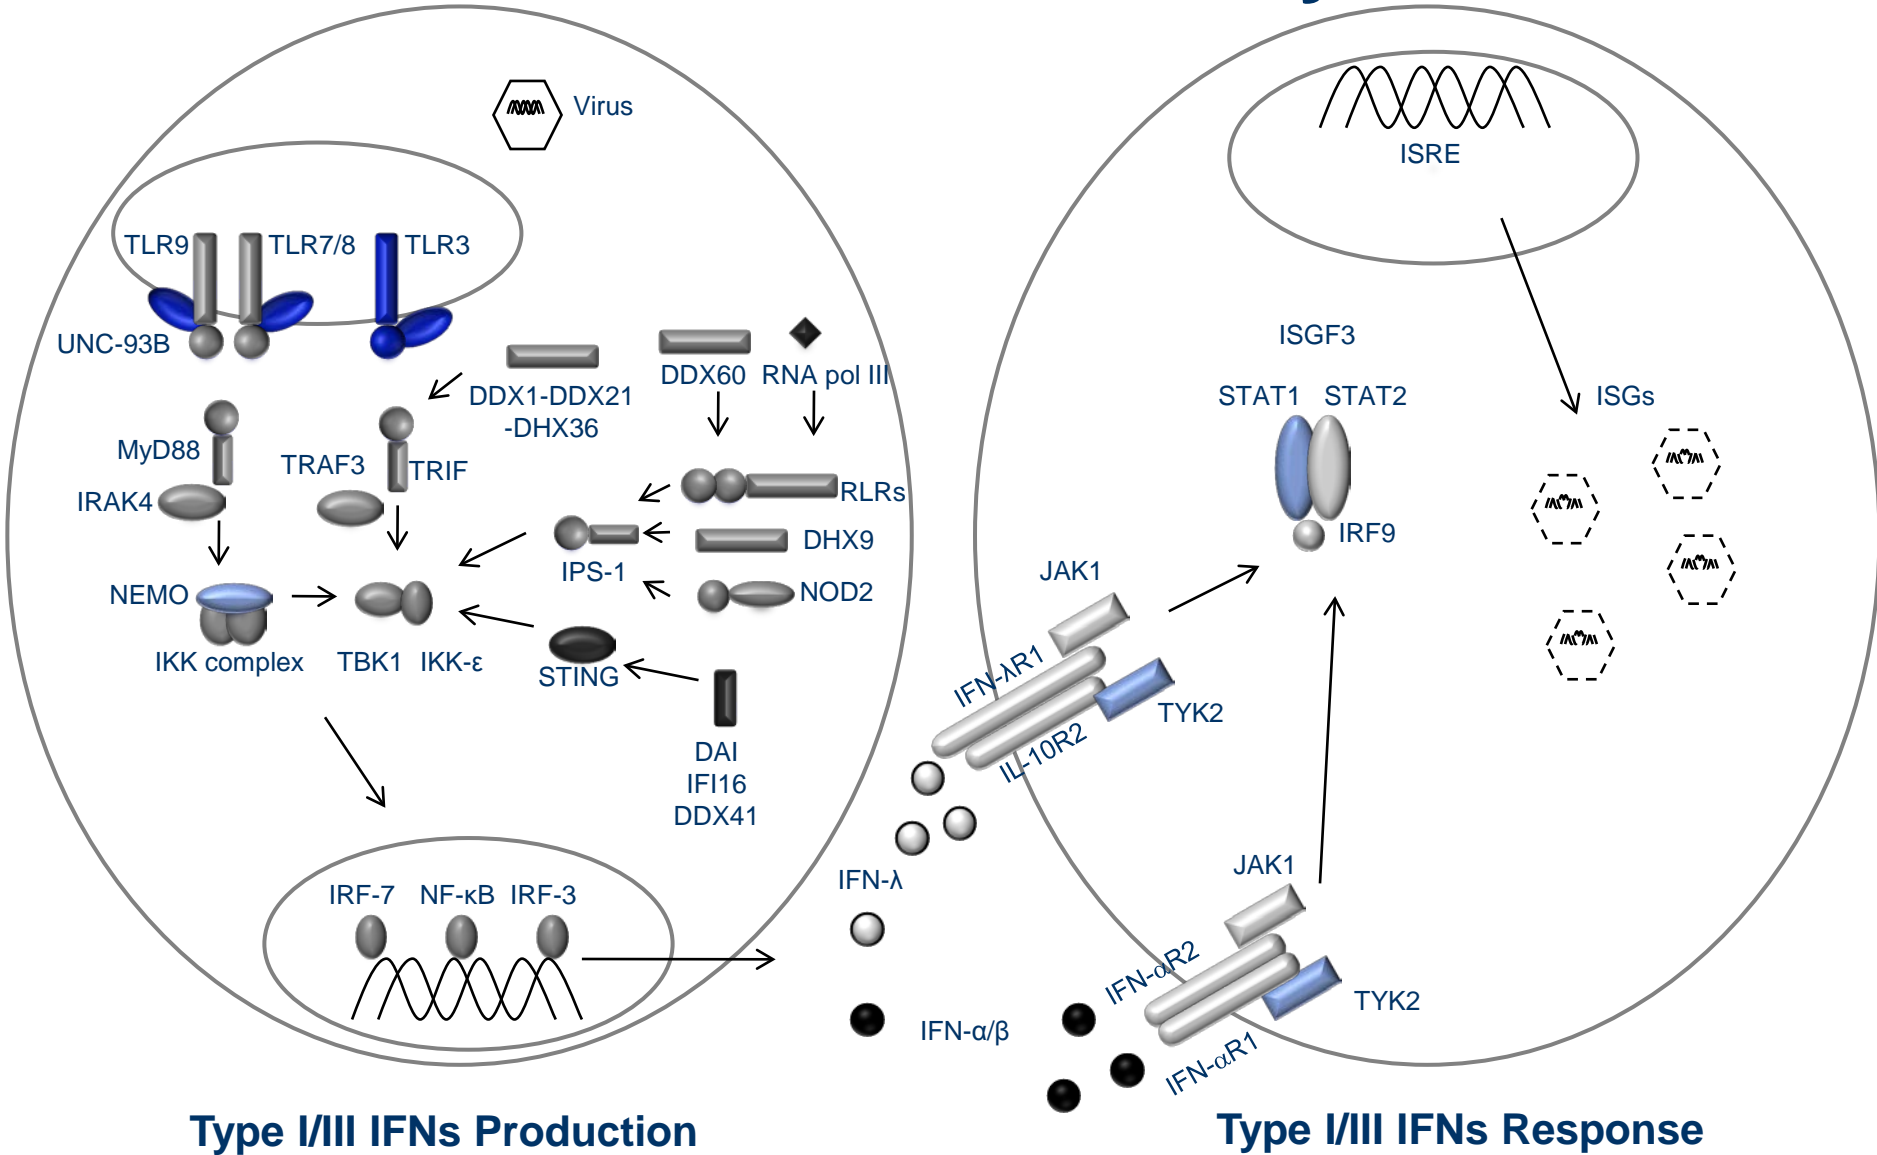 Virus
TLR9
TLR7/8
TLR3
UNC-93B
DDX1-DDX21
-DHX36
DDX60
RNA pol III
MyD88
IRAK4
TRAF3
TRIF
RLRs
DHX9
IPS-1
NOD2
NEMO
IKK complex
TBK1
IKK-ε
STING
DAI
IFI16
DDX41
IRF-7
NF-κB
IRF-3
IFN-λ
IFN-α/β
Type I/III IFNs Production
ISRE
ISGF3
STAT1
STAT2
IRF9
ISGs
JAK1
IFN-λR1
IL-10R2
TYK2
JAK1
IFN-αR2
IFN-αR1
TYK2
Type I/III IFNs Response